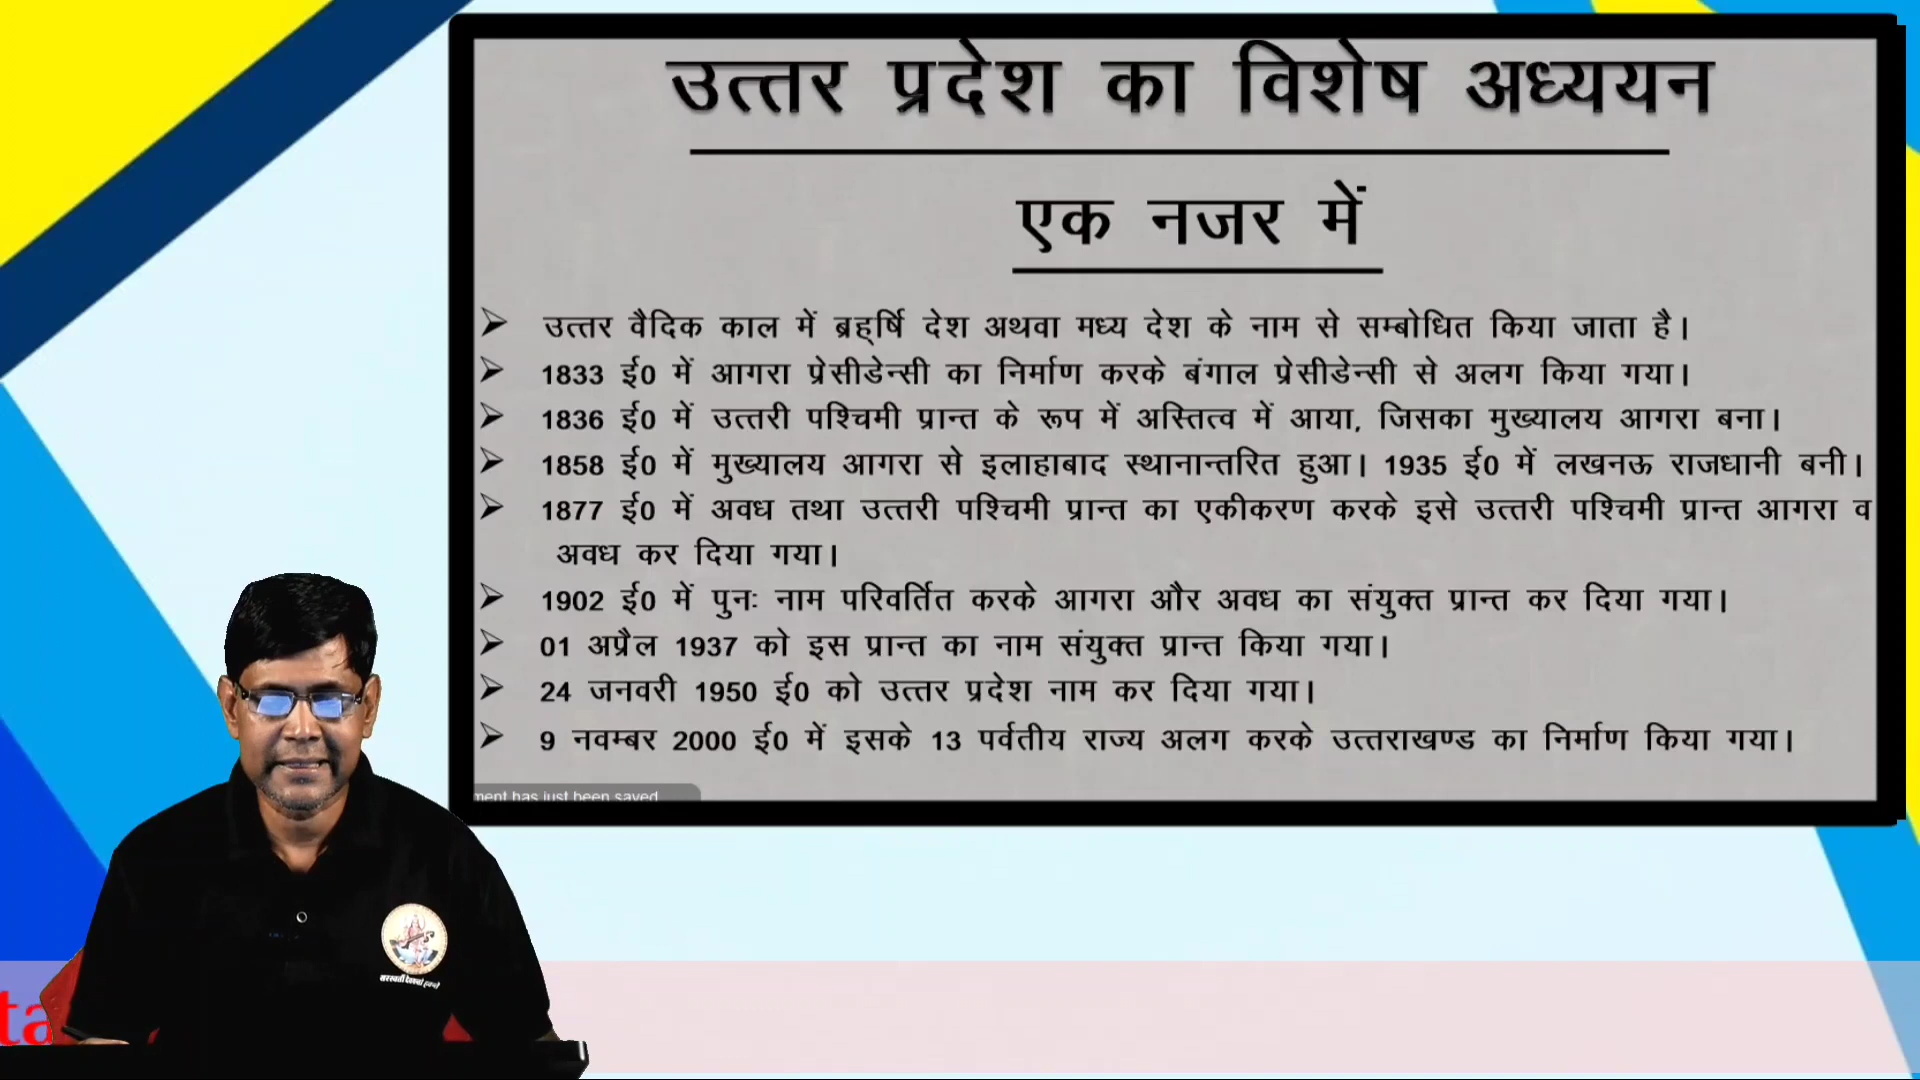 उत्तर प्रदेश का विशेष अध्ययन
एक नजर में
➢ उत्तर वैदिक काल में ब्रह्र्षि देश अथवा मध्य देश के नाम से सम्बोधित किया जाता है।
➢ 1833 ई0 में आगरा प्रेसीडेन्सी का निर्माण करके बंगाल प्रेसीडेन्सी से अलग किया गया।
➢ 1836 ई0 में उत्तरी पश्चिमी प्रान्त के रूप में अस्तित्व में आया, जिसका मुख्यालय आगरा बना।
➢ 1858 ई0 में मुख्यालय आगरा से इलाहाबाद स्थानान्तरित हुआ। 1935 ई0 में लखनऊ राजधानी बनी।
➢ 1877 ई0 में अवध तथा उत्तरी पश्चिमी प्रान्त का एकीकरण करके इसे उत्तरी पश्चिमी प्रान्त आगरा व
अवध कर दिया गया।
➢ 1902 ई0 में पुनः नाम परिवर्तित करके आगरा और अवध का संयुक्त प्रान्त कर दिया गया।
➢ 01 अप्रैल 1937 को इस प्रान्त का नाम संयुक्त प्रान्त किया गया।
➢ 24 जनवरी 1950 ई0 को उत्तर प्रदेश नाम कर दिया गया।
➢ 9 नवम्बर 2000 ई0 में इसके 13 पर्वतीय राज्य अलग करके उत्तराखण्ड का निर्माण किया गया।
ment has just been saved
ta